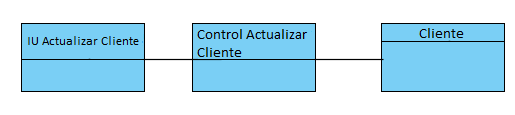 IU Actualizar Cliente
Control Actualizar
Cliente
Cliente